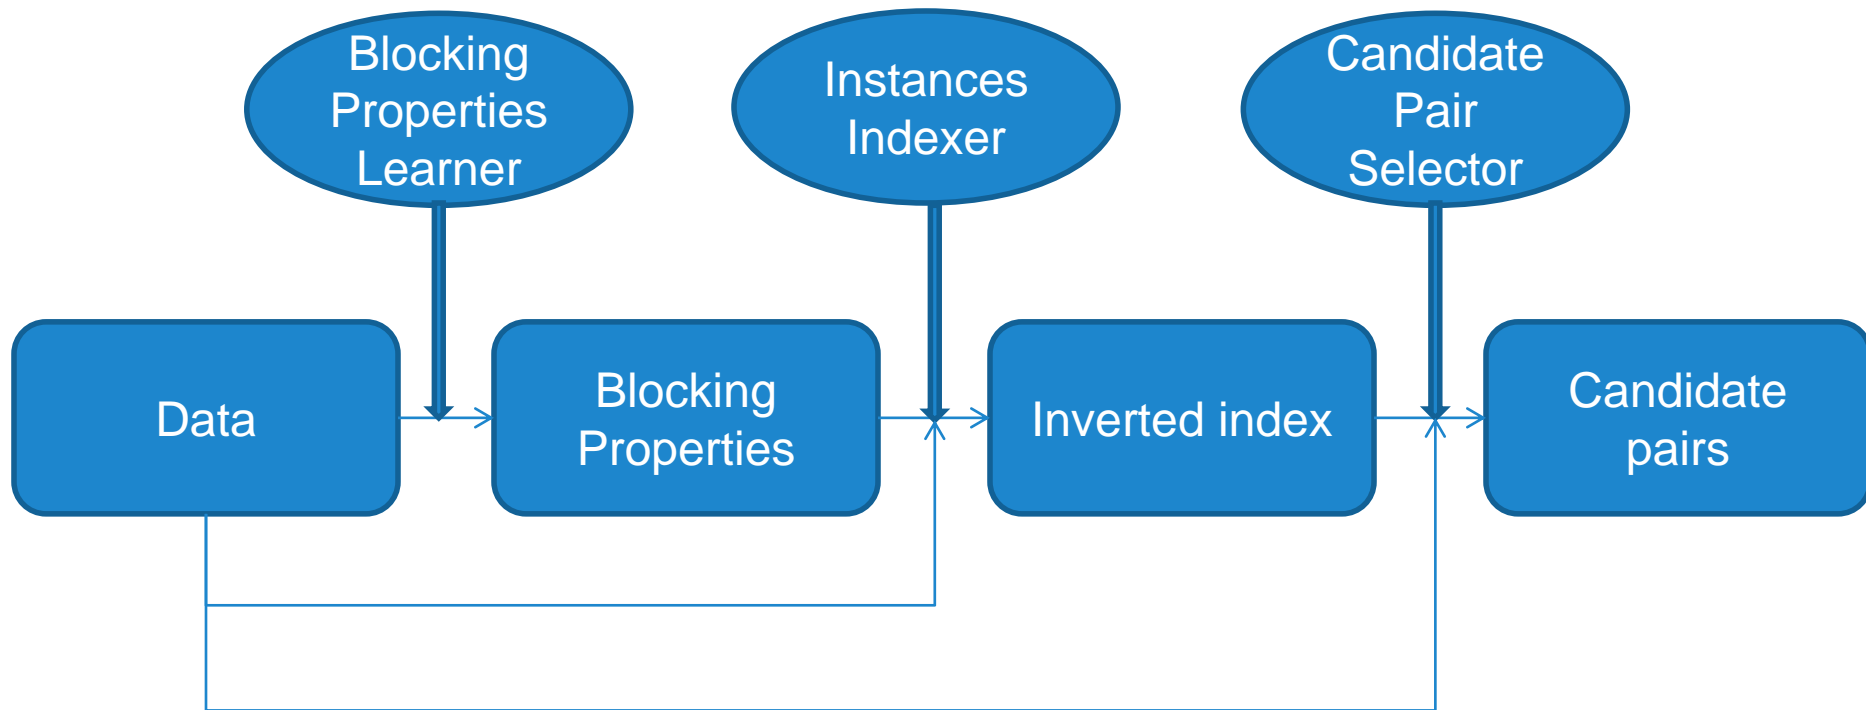 Blocking
Properties
Learner
Instances
Indexer
Candidate
Pair
Selector
Data
Blocking
Properties
Inverted index
Candidate
pairs